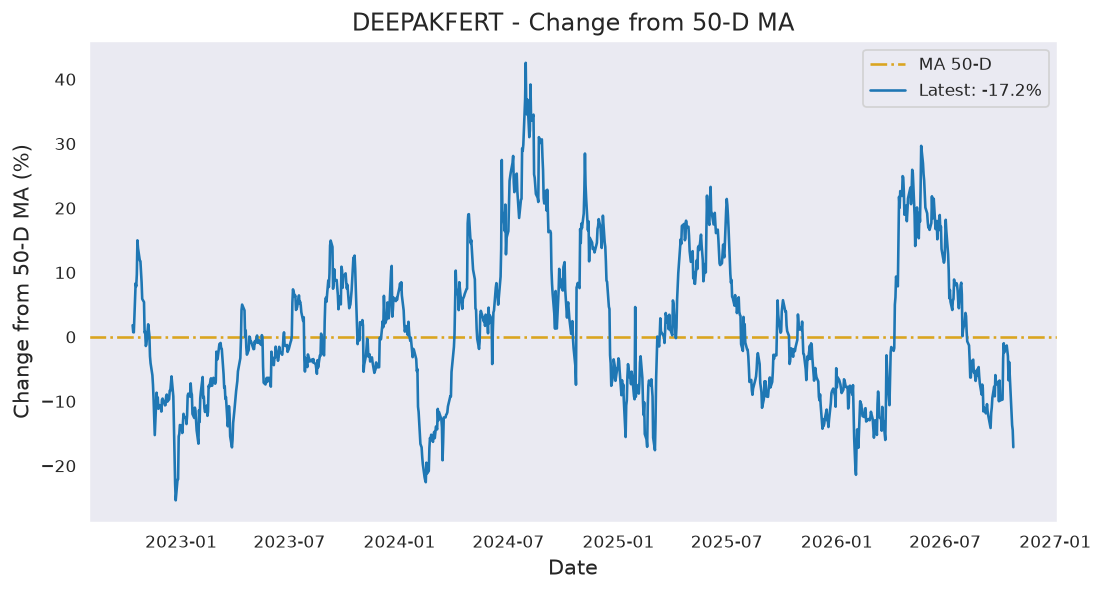 DEEPAKFERT - Change from 50-D MA
MA 50-D
Latest: -17.2%
Change from 50-D MA (%)
40
30
20
10
0
−10
−20
2023-01 2023-07 2024-01 2024-07 2025-01 2025-07 2026-01 2026-07 2027-01
Date